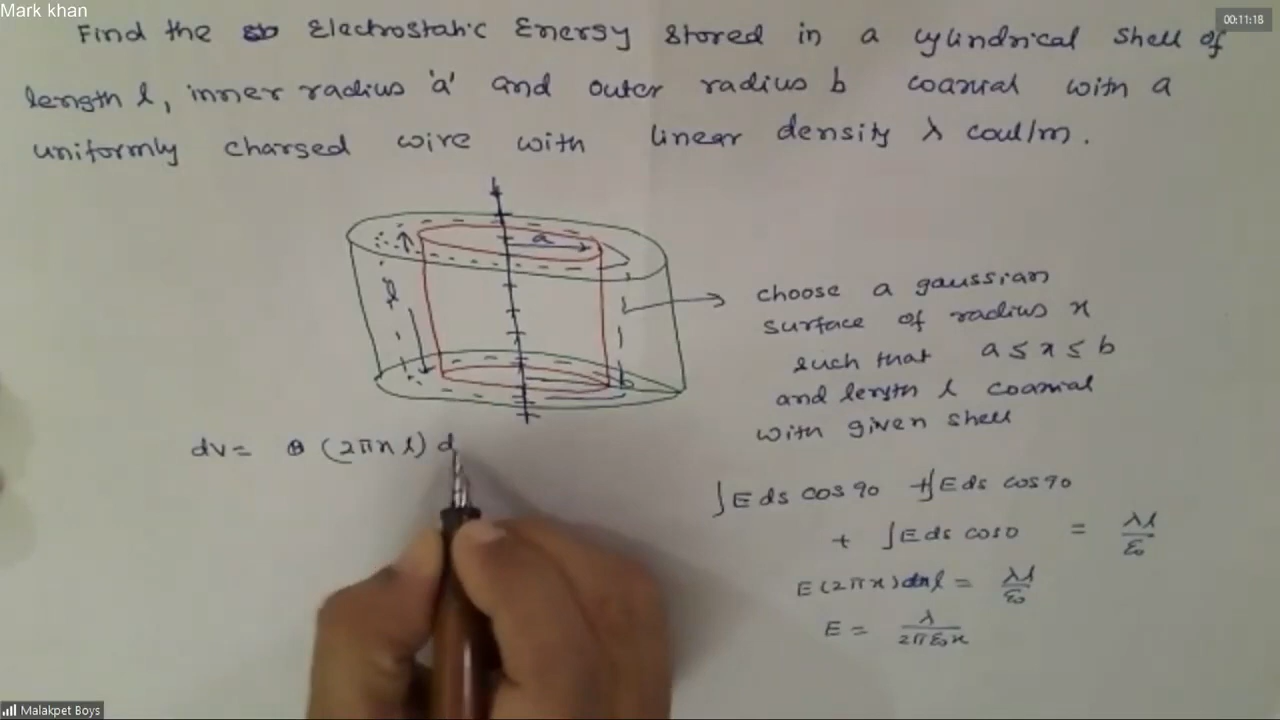 Mark khan
00:11:18
Find the Electrostatic Energy stored in a cylindrical shell of
length l, inner radius 'a' and outer radius b coaxial with a
uniformly charged wire with linear density λ coul/m.
a
l
choose a gaussian
surface of radius x
such that a ≤ x ≤ b
and length l coaxial
with given shell
dv = (2πx l) d
∫E ds cos 90 + ∫E ds cos 90
+ ∫E ds cos 0 = λl/ε₀
E (2πx) l = λl/ε₀
E = λ/2πε₀x
Malakpet Boys